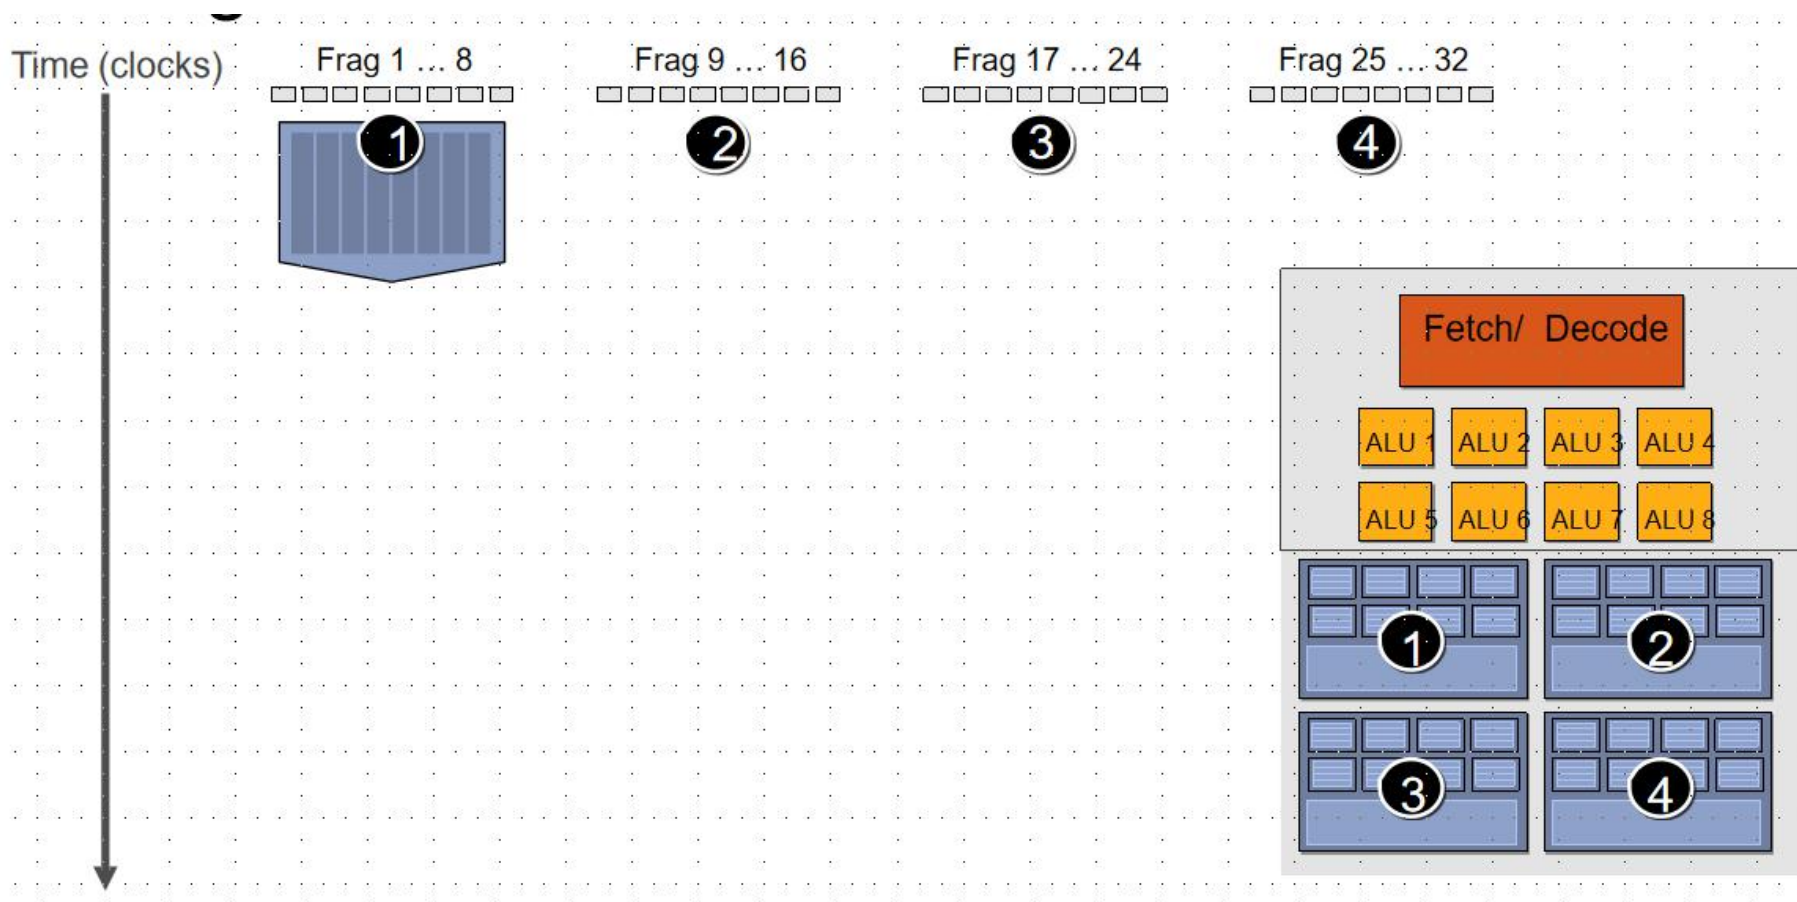 Time (clocks)
Frag 1 … 8
Frag 9 … 16
Frag 17 … 24
Frag 25 … 32
1
2
3
4
Fetch/ Decode
ALU 1
ALU 2
ALU 3
ALU 4
ALU 5
ALU 6
ALU 7
ALU 8
1
2
3
4